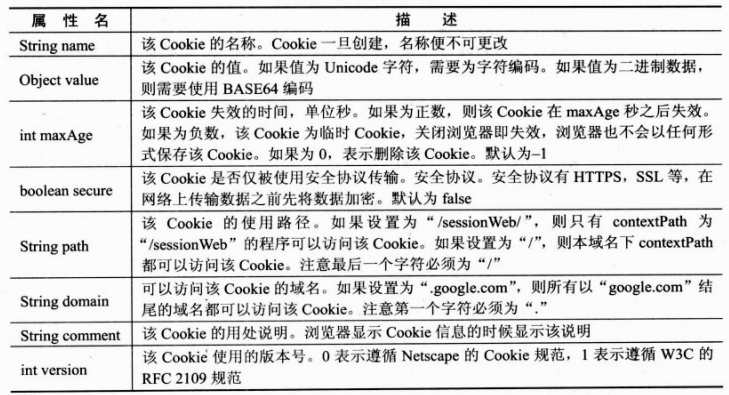 属 性 名 描 述
String name 该 Cookie 的名称。Cookie 一旦创建，名称便不可更改
Object value 该 Cookie 的值。如果值为 Unicode 字符，需要为字符编码。如果值为二进制数据，
则需要使用 BASE64 编码
该 Cookie 失效的时间，单位秒。如果为正数，则该 Cookie 在 maxAge 秒之后失效。
int maxAge 如果为负数，该 Cookie 为临时 Cookie，关闭浏览器即失效，浏览器也不会以任何形
式保存该 Cookie。如果为 0，表示删除该 Cookie。默认为–1
boolean secure 该 Cookie 是否仅被使用安全协议传输。安全协议。安全协议有 HTTPS，SSL 等，在
网络上传输数据之前先将数据加密。默认为 false
该 Cookie 的使用路径。如果设置为“/sessionWeb/”，则只有 contextPath 为
String path “/sessionWeb”的程序可以访问该 Cookie。如果设置为“/”，则本域名下 contextPath
都可以访问该 Cookie。注意最后一个字符必须为“/”
String domain 可以访问该 Cookie 的域名。如果设置为“.google.com”，则所有以“google.com”结
尾的域名都可以访问该 Cookie。注意第一个字符必须为“.”
String comment 该 Cookie 的用处说明。浏览器显示 Cookie 信息的时候显示该说明
int version 该 Cookie 使用的版本号。0 表示遵循 Netscape 的 Cookie 规范，1 表示遵循 W3C 的
RFC 2109 规范